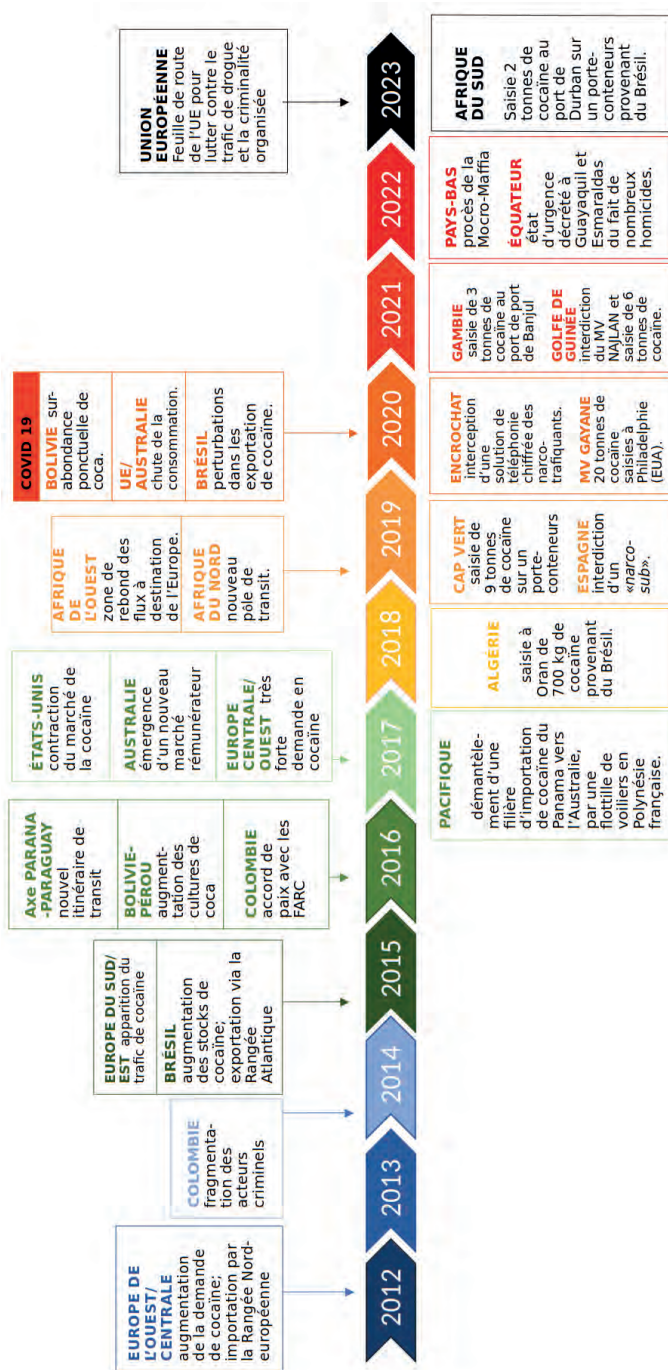 EUROPE DE
L'OUEST/
CENTRALE
augmentation
de la demande
de cocaïne;
importation par
la Rangée Nord-
européenne
COLOMBIE
fragmenta-
tion des
acteurs
criminels
EUROPE DU SUD/
EST apparition du
trafic de cocaïne
BRÉSIL
augmentation
des stocks de
cocaïne;
exportation via la
Rangée
Atlantique
Axe PARANA
-PARAGUAY
nouvel
itinéraire de
transit
BOLIVIE-
PÉROU
augment-
tation des
cultures de
coca
COLOMBIE
accord de
paix avec les
FARC
ÉTATS-UNIS
contraction
du marché de
la cocaïne
AUSTRALIE
émergence
d'un nouveau
marché
rémunérateur
EUROPE
CENTRALE/
OUEST très
forte
demande en
cocaïne
AFRIQUE
DE
L'OUEST
zone de
rebond des
flux à
destination
de l'Europe.
AFRIQUE
DU NORD
nouveau
pôle de
transit.
COVID 19
BOLIVIE sur-
abondance
ponctuelle de
coca.
UE/
AUSTRALIE
chute de la
consommation.
BRÉSIL
perturbations
dans les
exportation
de cocaïne.
UNION
EUROPÉENNE
Feuille de route
de l'UE pour
lutter contre le
trafic de drogue
et la criminalité
organisée
2012
2013
2014
2015
2016
2017
2018
2019
2020
2021
2022
2023
PACIFIQUE
démantèle-
ment d'une
filière
d'importation
de cocaïne du
Panama vers
l'Australie,
par une
flottille de
voiliers en
Polynésie
française.
ALGÉRIE
saisie à
Oran de
700 kg de
cocaïne
provenant
du Brésil.
CAP VERT
saisie de
9 tonnes
de cocaïne
sur un
porte-
conteneurs
ESPAGNE
interdiction
d'un
«narco-
sub».
ENCROCHAT
interception
d'une
solution de
téléphonie
chiffrée des
narco-
trafiquants.
MV GAYANE
20 tonnes de
cocaïne
saisies à
Philadelphie
(EUA).
GAMBIE
saisie de 3
tonnes de
cocaïne au
port de port
de Banjul
GOLFE DE
GUINÉE
interdiction
du MV
NAJLAN et
saisie de 6
tonnes de
cocaïne.
PAYS-BAS
procès de la
Mocro-Maffia
ÉQUATEUR
état
d'urgence
décrété à
Guayaquil et
Esmaraldas
du fait de
nombreux
homicides.
AFRIQUE
DU SUD
Saisie 2
tonnes de
cocaïne au
port de
Durban sur
un porte-
conteneurs
provenant
du Brésil.